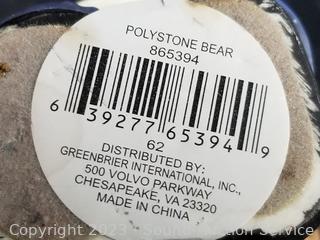 POLYSTONE BEAR
865394
6 39277 65394 9
62
DISTRIBUTED BY:
GREENBRIER INTERNATIONAL, INC.,
500 VOLVO PARKWAY
CHESAPEAKE, VA 23320
MADE IN CHINA
Copyright 2023 - Sound Auction Service